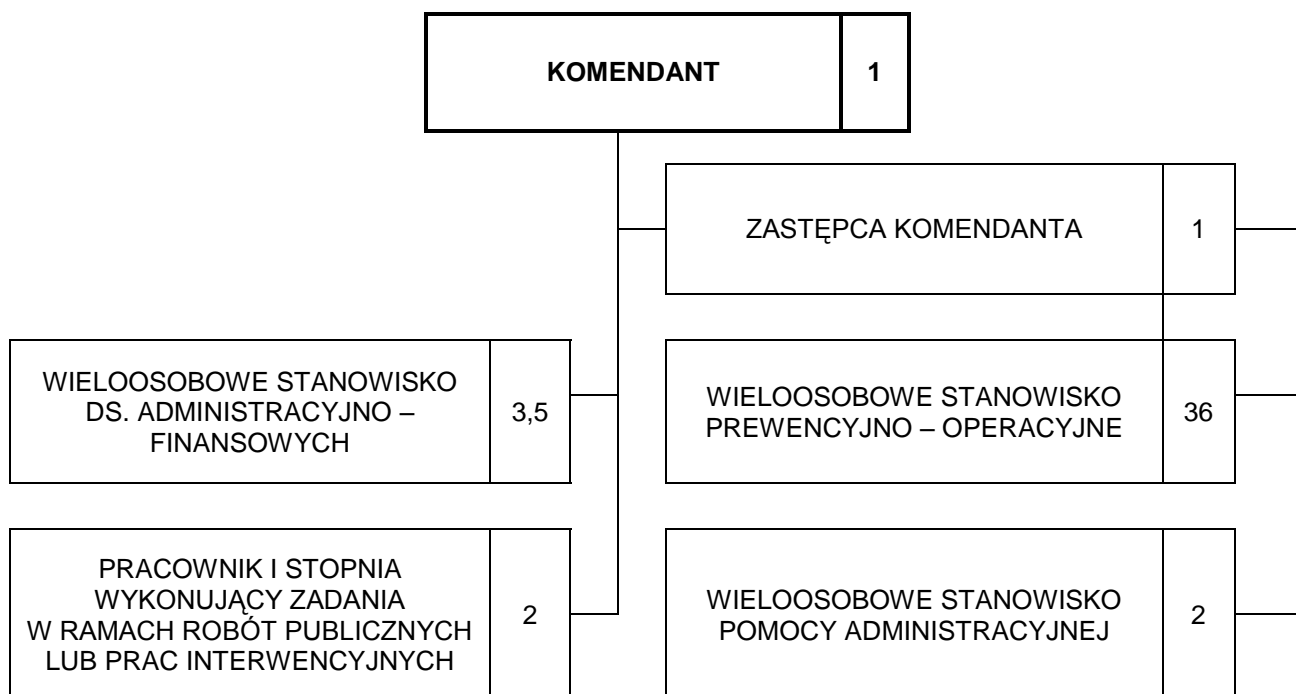 KOMENDANT 1
ZASTĘPCA KOMENDANTA 1
WIELOOSOBOWE STANOWISKO
DS. ADMINISTRACYJNO –
FINANSOWYCH
3,5
WIELOOSOBOWE STANOWISKO
PREWENCYJNO – OPERACYJNE
36
PRACOWNIK I STOPNIA
WYKONUJĄCY ZADANIA
W RAMACH ROBÓT PUBLICZNYCH
LUB PRAC INTERWENCYJNYCH
2
WIELOOSOBOWE STANOWISKO
POMOCY ADMINISTRACYJNEJ
2